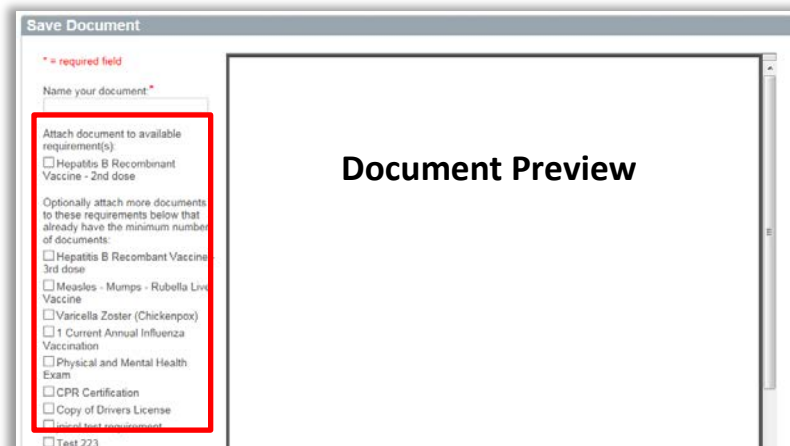 Save Document
* = required field
Name your document:*
Attach document to available
requirement(s):
Hepatitis B Recombinant
Vaccine - 2nd dose
Optionally attach more documents
to these requirements below that
already have the minimum number
of documents:
Hepatitis B Recombant Vaccine -
3rd dose
Measles - Mumps - Rubella Live
Vaccine
Varicella Zoster (Chickenpox)
1 Current Annual Influenza
Vaccination
Physical and Mental Health
Exam
CPR Certification
Copy of Drivers License
test requirement
Test 223
Document Preview